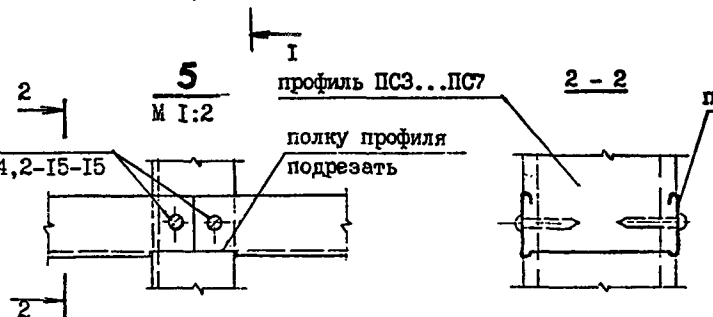 I
5
М I:2
2
профиль ПС3...ПС7
2 - 2
п
4,2-I5-I5
полку профиля
подрезать
2